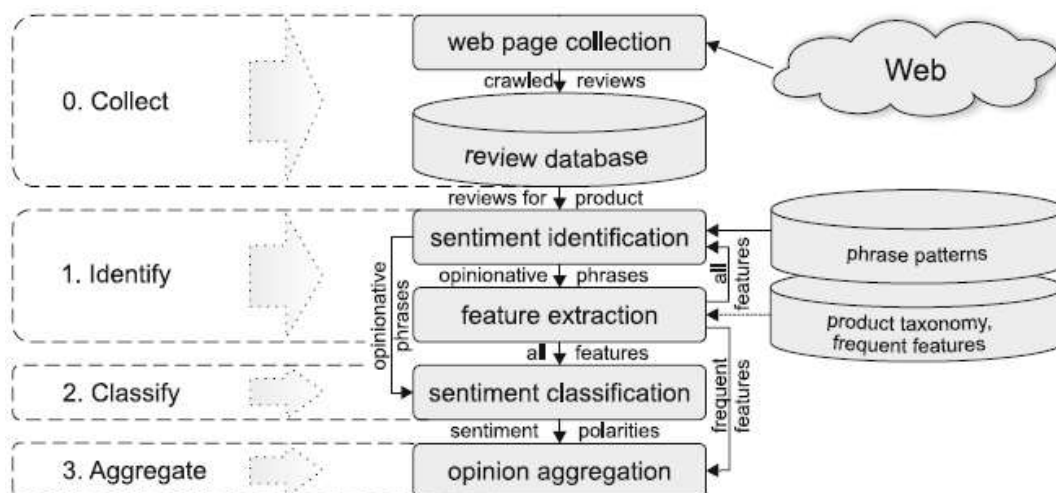 web page collection
Web
crawled reviews
0. Collect
review database
reviews for product
sentiment identification
phrase patterns
all
features
opinionative phrases
1. Identify
opinionative
phrases
feature extraction
product taxonomy,
frequent features
all features
frequent
features
2. Classify
sentiment classification
sentiment polarities
3. Aggregate
opinion aggregation